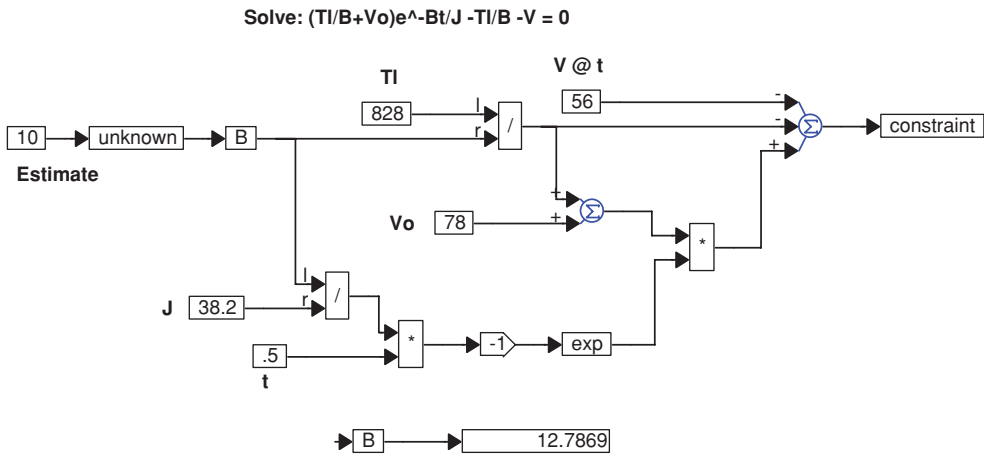 Solve: (Tl/B+Vo)e^-Bt/J -Tl/B -V = 0
V @ t
Tl
56
-
828
l
r
/
-
Σ
constraint
10
unknown
B
+
Estimate
+
Vo
78
+
Σ
*
l
J
38.2
r
/
*
-1
exp
.5
t
B
12.7869